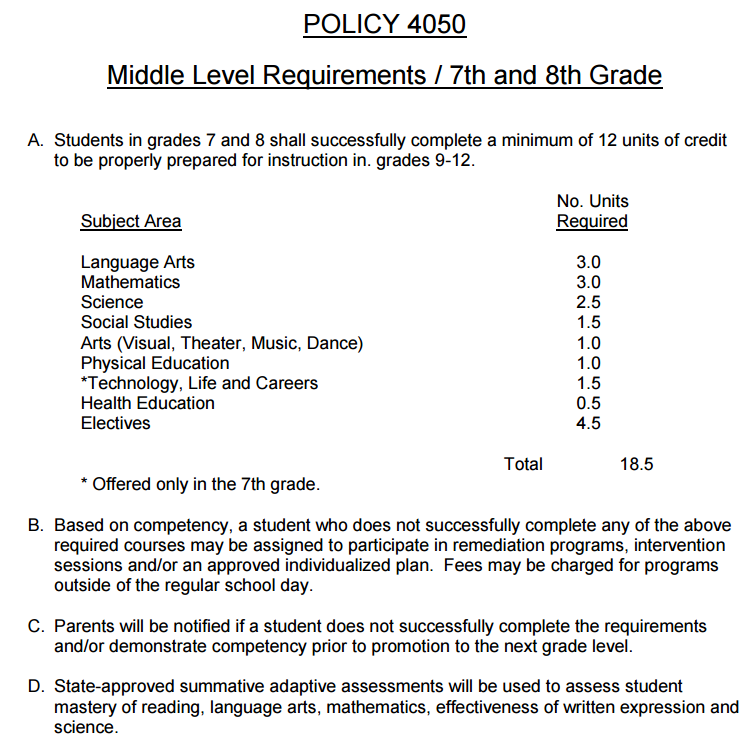 POLICY 4050
Middle Level Requirements / 7th and 8th Grade
A. Students in grades 7 and 8 shall successfully complete a minimum of 12 units of credit
to be properly prepared for instruction in. grades 9-12.
No. Units
Subject Area Required
Language Arts 3.0
Mathematics 3.0
Science 2.5
Social Studies 1.5
Arts (Visual, Theater, Music, Dance) 1.0
Physical Education 1.0
*Technology, Life and Careers 1.5
Health Education 0.5
Electives 4.5
Total 18.5
* Offered only in the 7th grade.
B. Based on competency, a student who does not successfully complete any of the above
required courses may be assigned to participate in remediation programs, intervention
sessions and/or an approved individualized plan. Fees may be charged for programs
outside of the regular school day.
C. Parents will be notified if a student does not successfully complete the requirements
and/or demonstrate competency prior to promotion to the next grade level.
D. State-approved summative adaptive assessments will be used to assess student
mastery of reading, language arts, mathematics, effectiveness of written expression and
science.